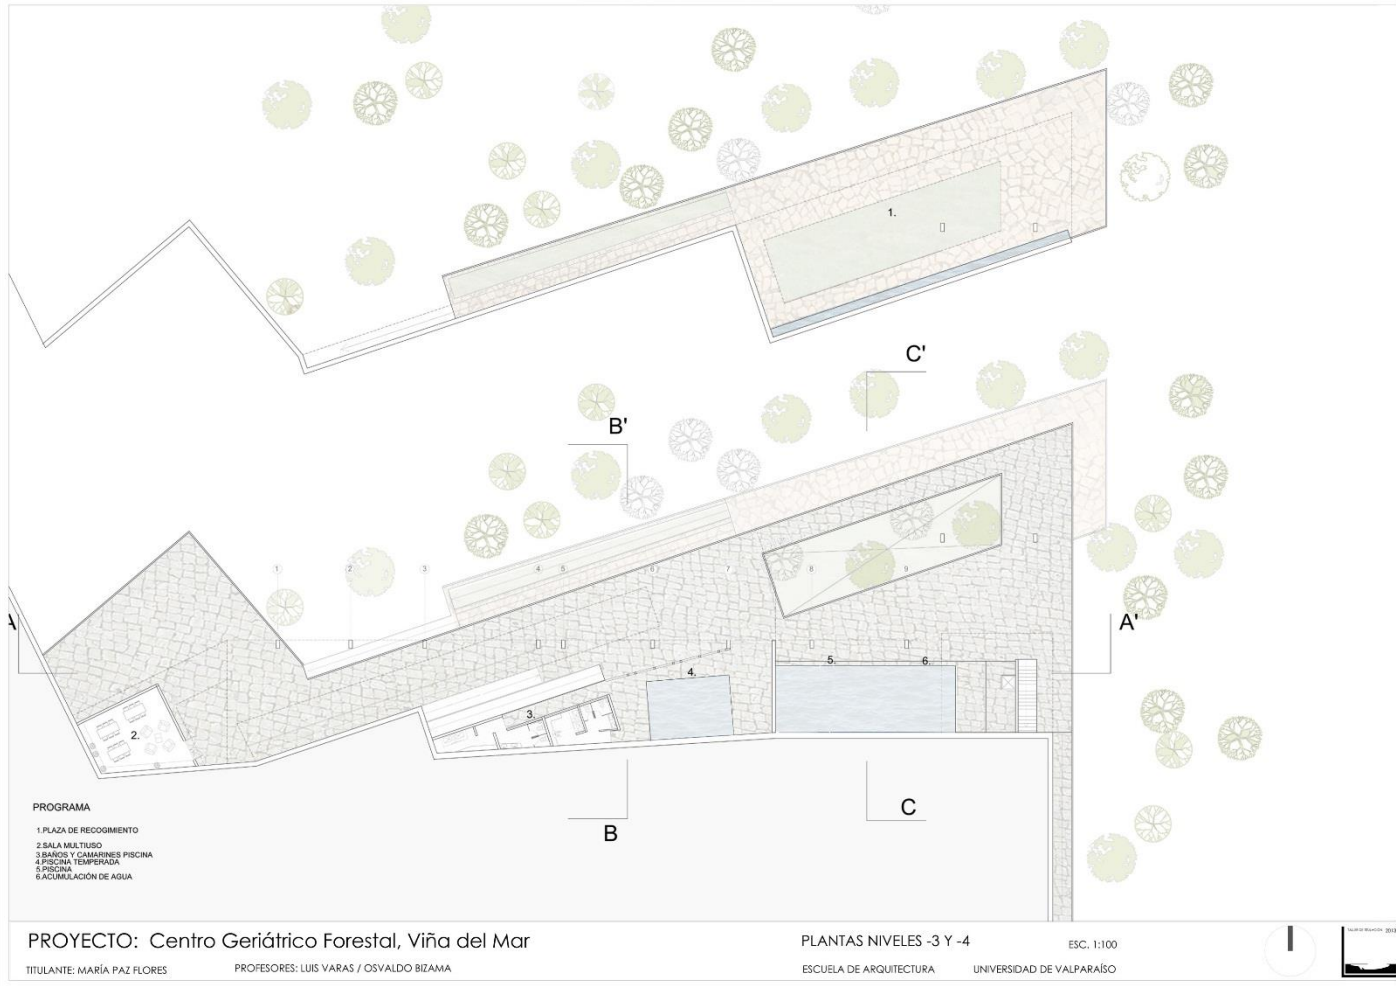 1.
C'
B'
1 2 3 4 5 6 7 8 9
A
A'
5.
6.
4.
3.
2.
B
C
PROGRAMA
1.PLAZA DE RECOGIMIENTO
2.SALA MULTIUSO
3.BAÑOS Y CAMARINES PISCINA
4.PISCINA TEMPERADA
5.PISCINA
6.ACUMULACIÓN DE AGUA
PROYECTO: Centro Geriátrico Forestal, Viña del Mar
PLANTAS NIVELES -3 Y -4
ESC. 1:100
TITULANTE: MARÍA PAZ FLORES
PROFESORES: LUIS VARAS / OSVALDO BIZAMA
ESCUELA DE ARQUITECTURA
UNIVERSIDAD DE VALPARAÍSO